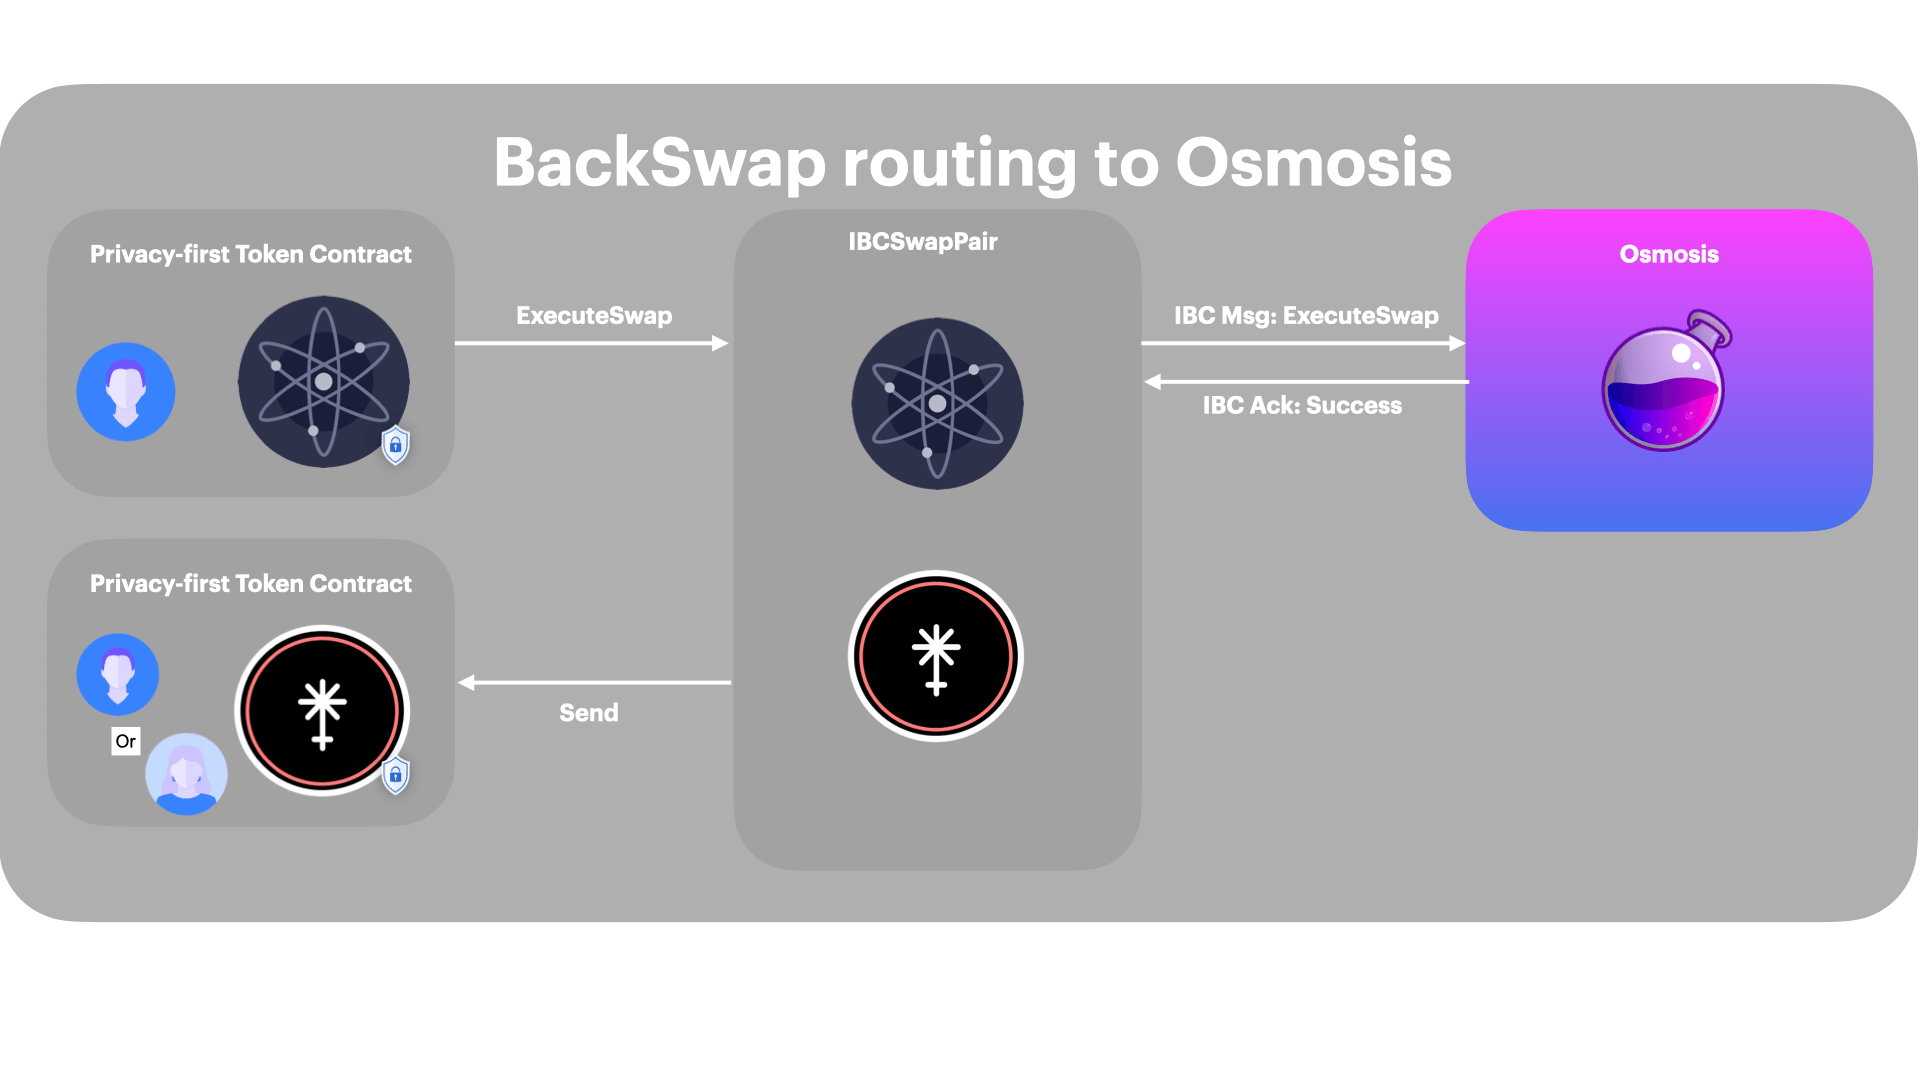 BackSwap routing to Osmosis
Privacy-first Token Contract
ExecuteSwap
IBCSwapPair
IBC Msg: ExecuteSwap
IBC Ack: Success
Osmosis
Privacy-first Token Contract
Or
Send